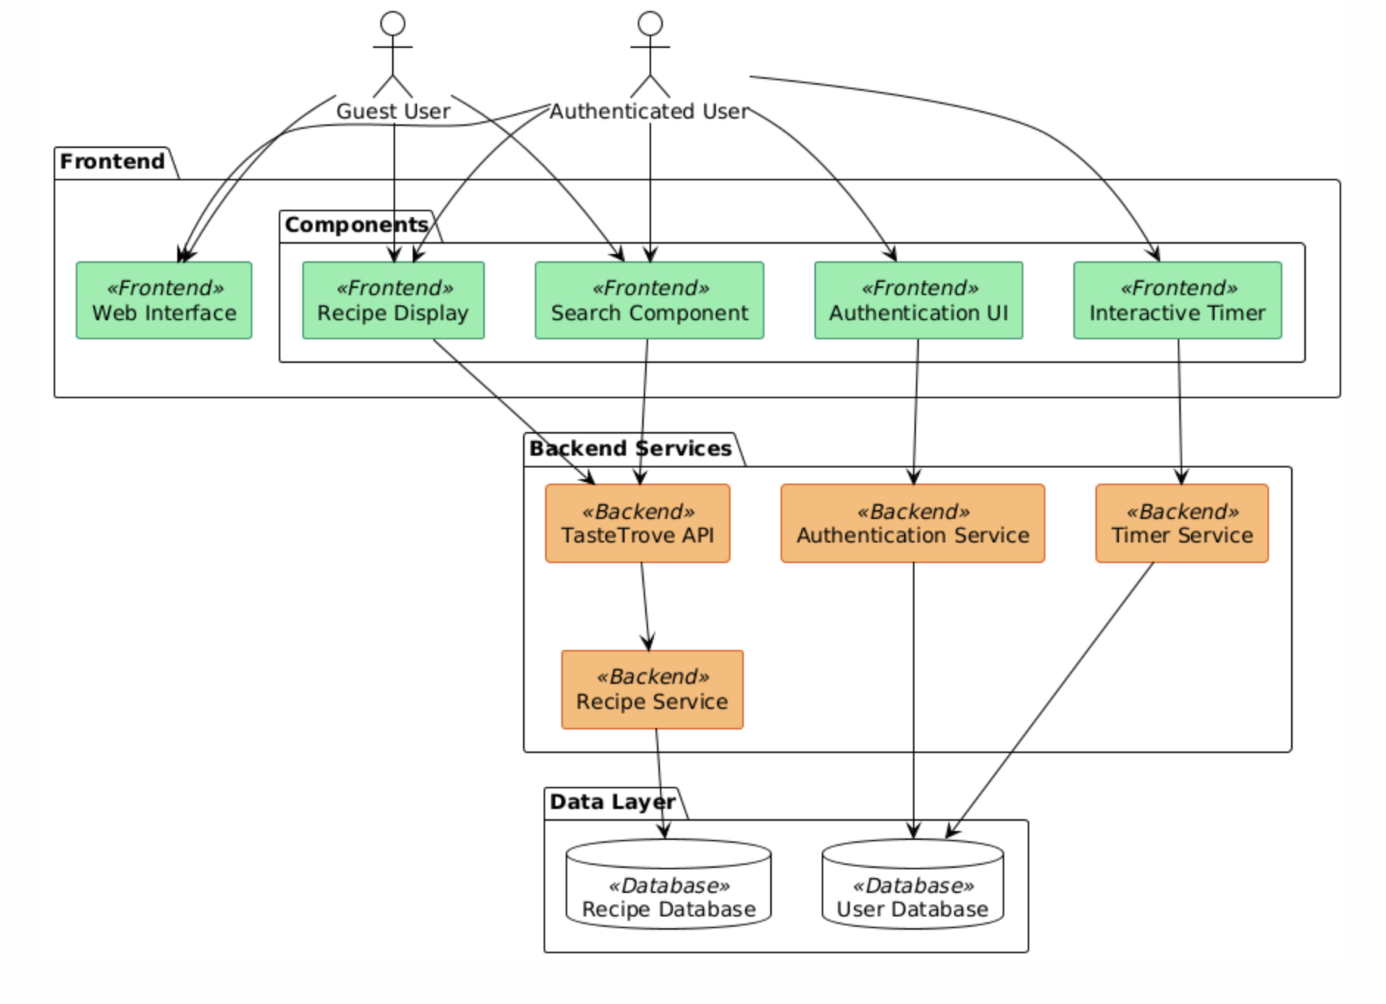 Guest User
Authenticated User
Frontend
Components
«Frontend»
Web Interface
«Frontend»
Recipe Display
«Frontend»
Search Component
«Frontend»
Authentication UI
«Frontend»
Interactive Timer
Backend Services
«Backend»
TasteTrove API
«Backend»
Authentication Service
«Backend»
Timer Service
«Backend»
Recipe Service
Data Layer
«Database»
Recipe Database
«Database»
User Database